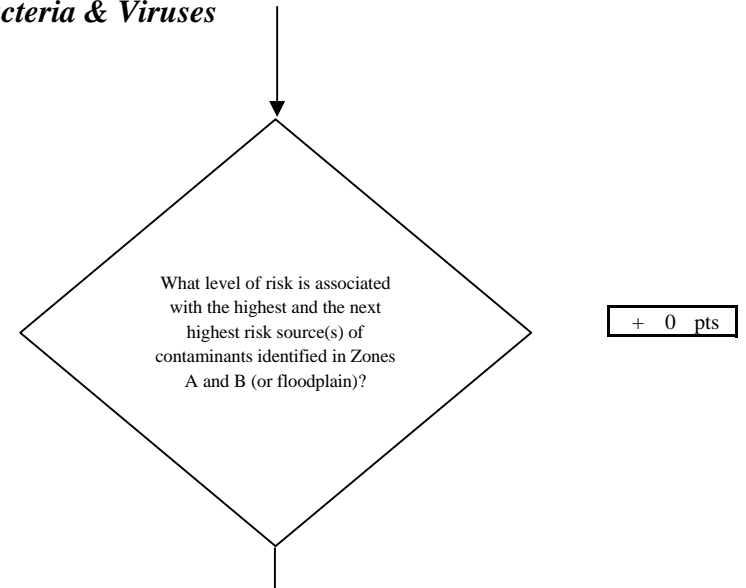 & Viruses
What level of risk is associated
with the highest and the next
highest risk source(s) of
contaminants identified in Zones
A and B (or floodplain)?
+ 0 pts